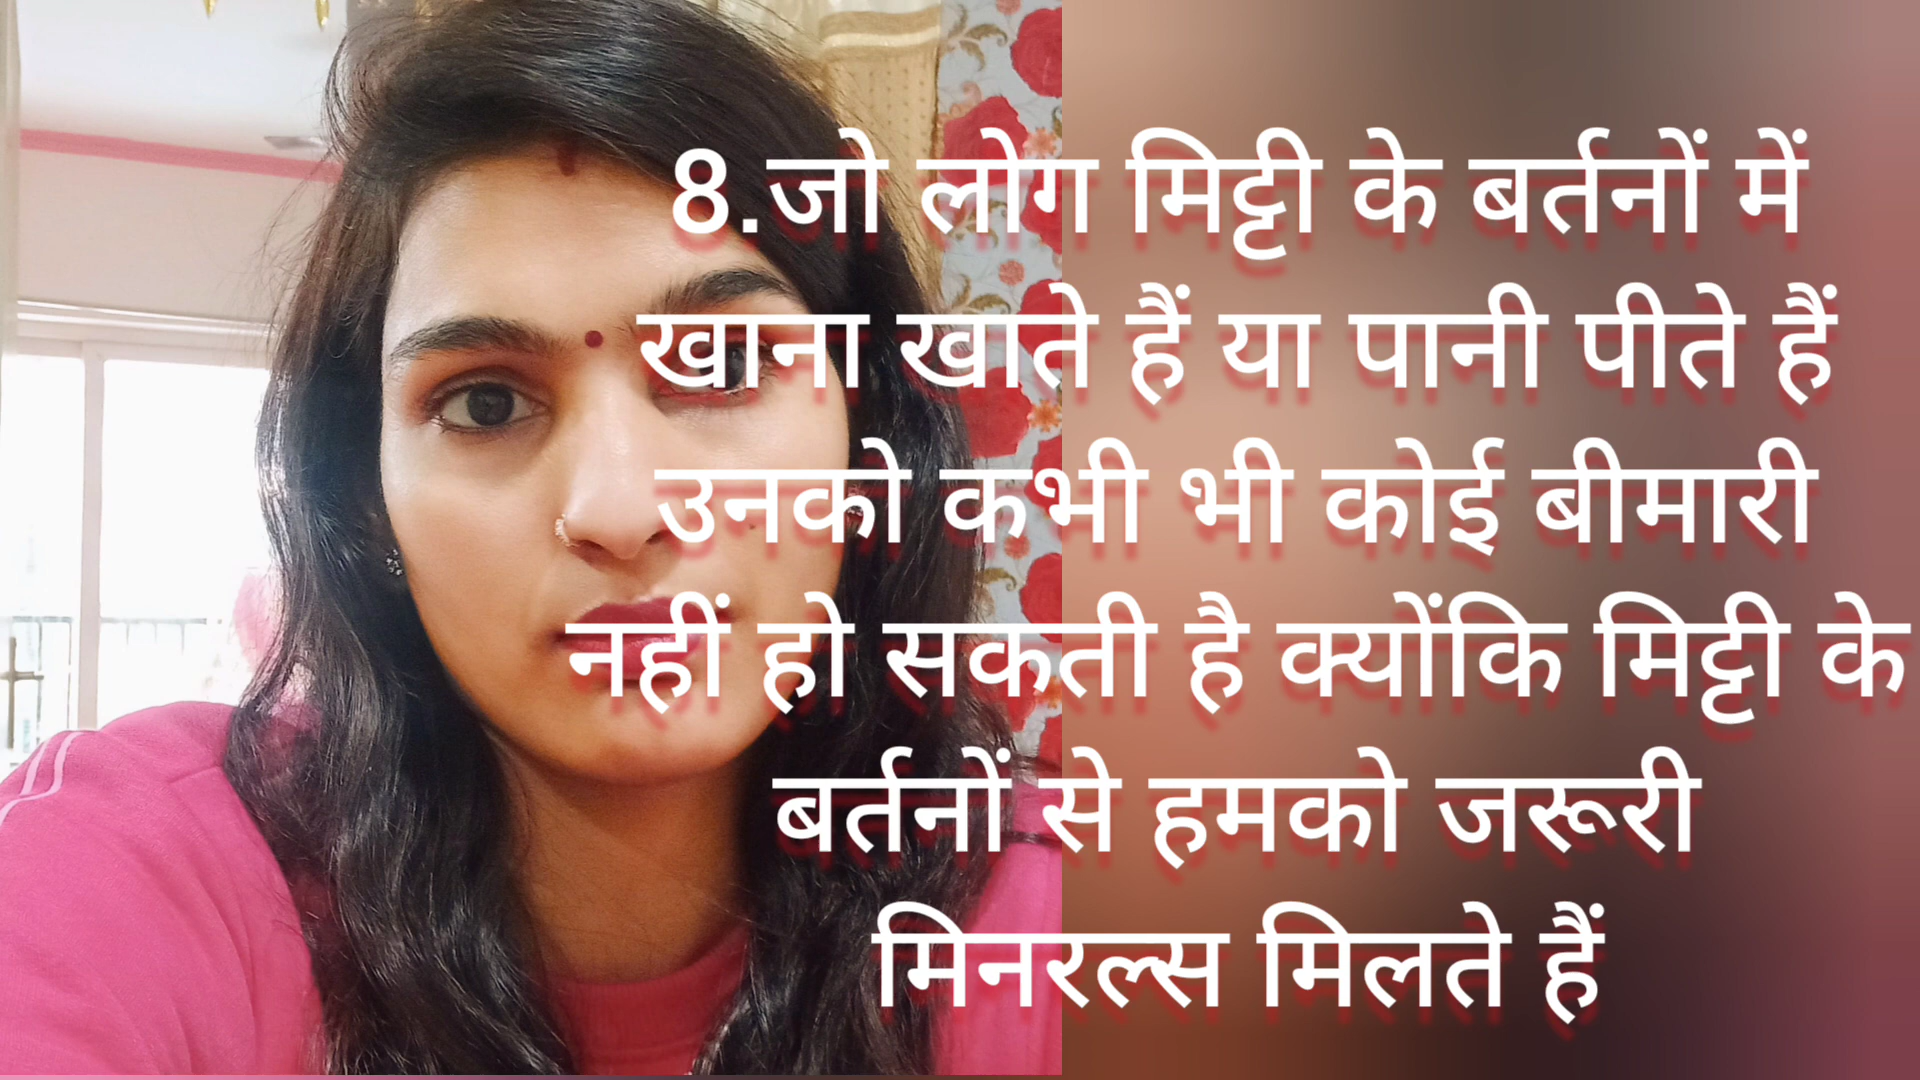 8.जो लोग मिट्टी के बर्तनों में
खाना खाते हैं या पानी पीते हैं
उनको कभी भी कोई बीमारी
नहीं हो सकती है क्योंकि मिट्टी के
बर्तनों से हमको जरूरी
मिनरल्स मिलते हैं